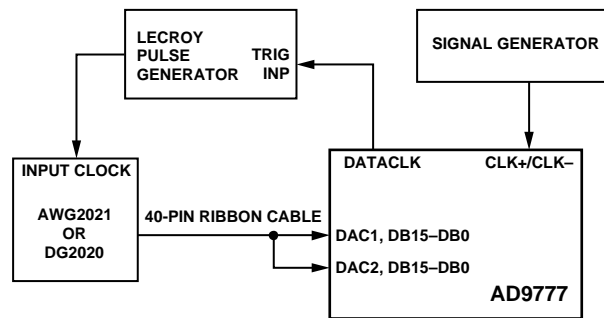 LECROY
PULSE
GENERATOR
TRIG
INP
SIGNAL GENERATOR
INPUT CLOCK
AWG2021
OR
DG2020
40-PIN RIBBON CABLE
DATACLK
CLK+/CLK–
DAC1, DB15–DB0
DAC2, DB15–DB0
AD9777